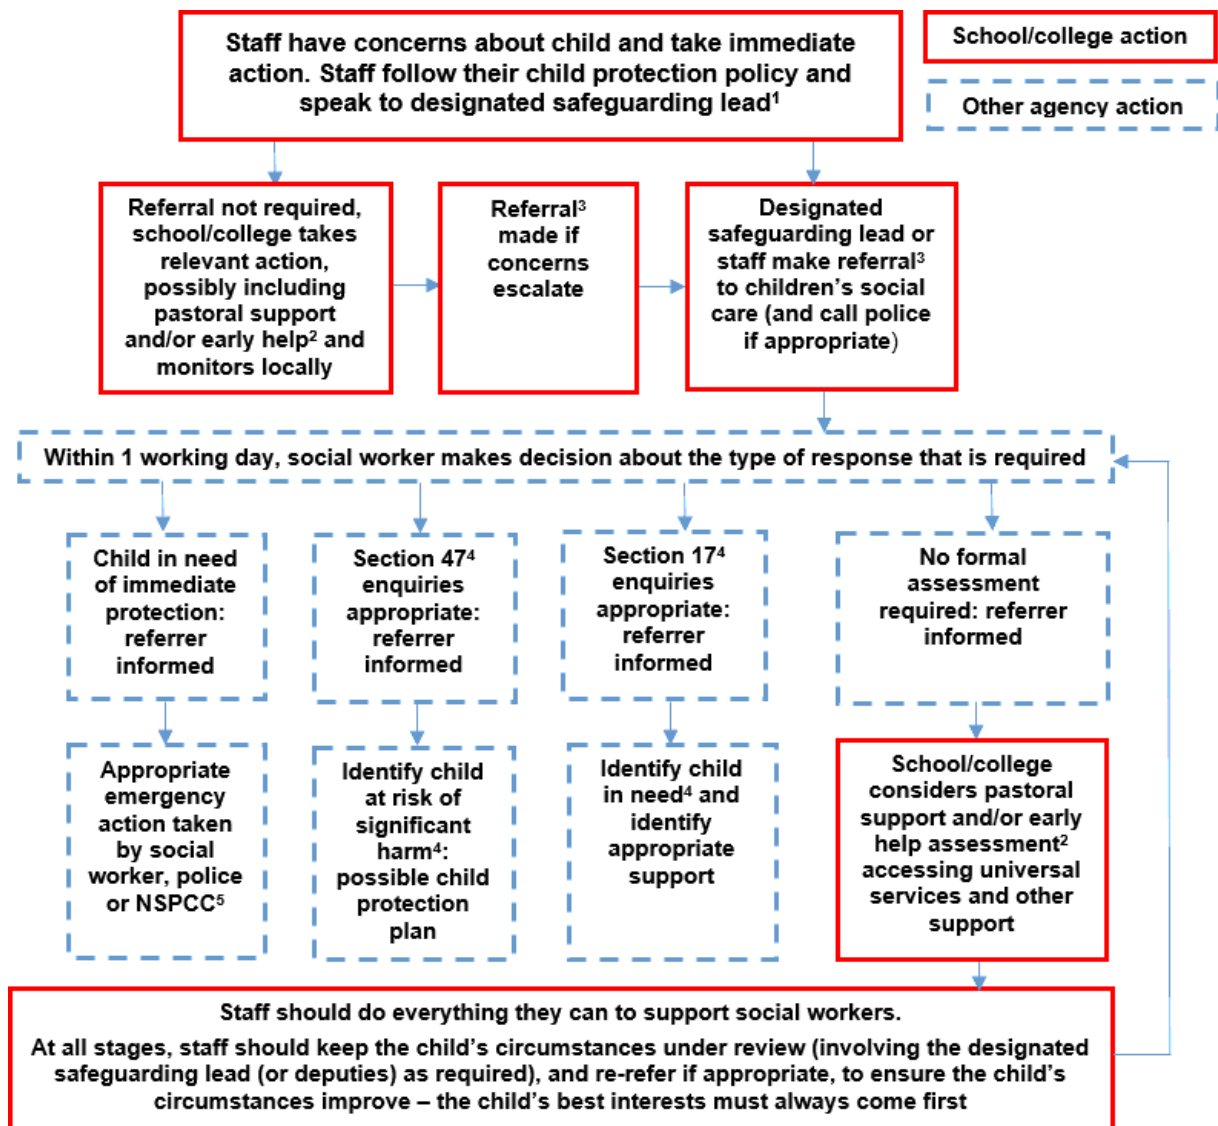 Staff have concerns about child and take immediate
action. Staff follow their child protection policy and
speak to designated safeguarding lead¹
School/college action
Other agency action
Referral not required,
school/college takes
relevant action,
possibly including
pastoral support
and/or early help² and
monitors locally
Referral³
made if
concerns
escalate
Designated
safeguarding lead or
staff make referral³
to children’s social
care (and call police
if appropriate)
Within 1 working day, social worker makes decision about the type of response that is required
Child in need
of immediate
protection:
referrer
informed
Section 47⁴
enquiries
appropriate:
referrer
informed
Section 17⁴
enquiries
appropriate:
referrer
informed
No formal
assessment
required: referrer
informed
Appropriate
emergency
action taken
by social
worker, police
or NSPCC⁵
Identify child
at risk of
significant
harm⁴:
possible child
protection
plan
Identify child
in need⁴ and
identify
appropriate
support
School/college
considers pastoral
support and/or early
help assessment²
accessing universal
services and other
support
Staff should do everything they can to support social workers.
At all stages, staff should keep the child’s circumstances under review (involving the designated
safeguarding lead (or deputies) as required), and re-refer if appropriate, to ensure the child’s
circumstances improve – the child’s best interests must always come first